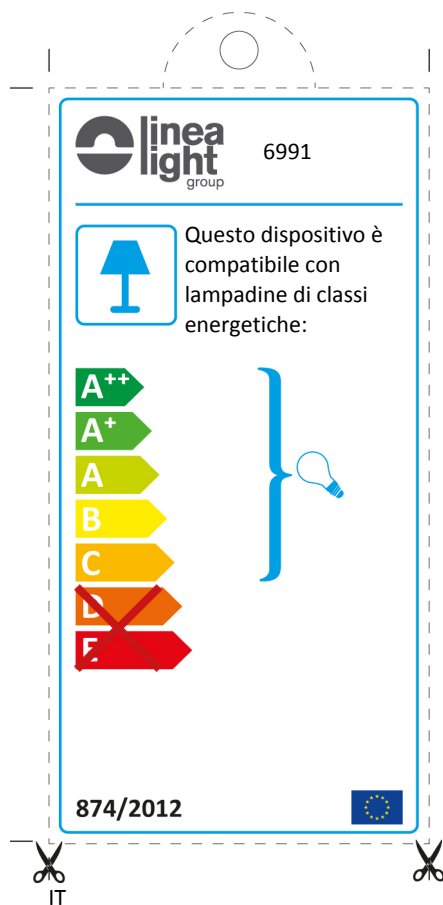 linea
light
group
6991
Questo dispositivo è
compatibile con
lampadine di classi
energetiche:
A++
A+
A
B
C
D
E
874/2012
IT